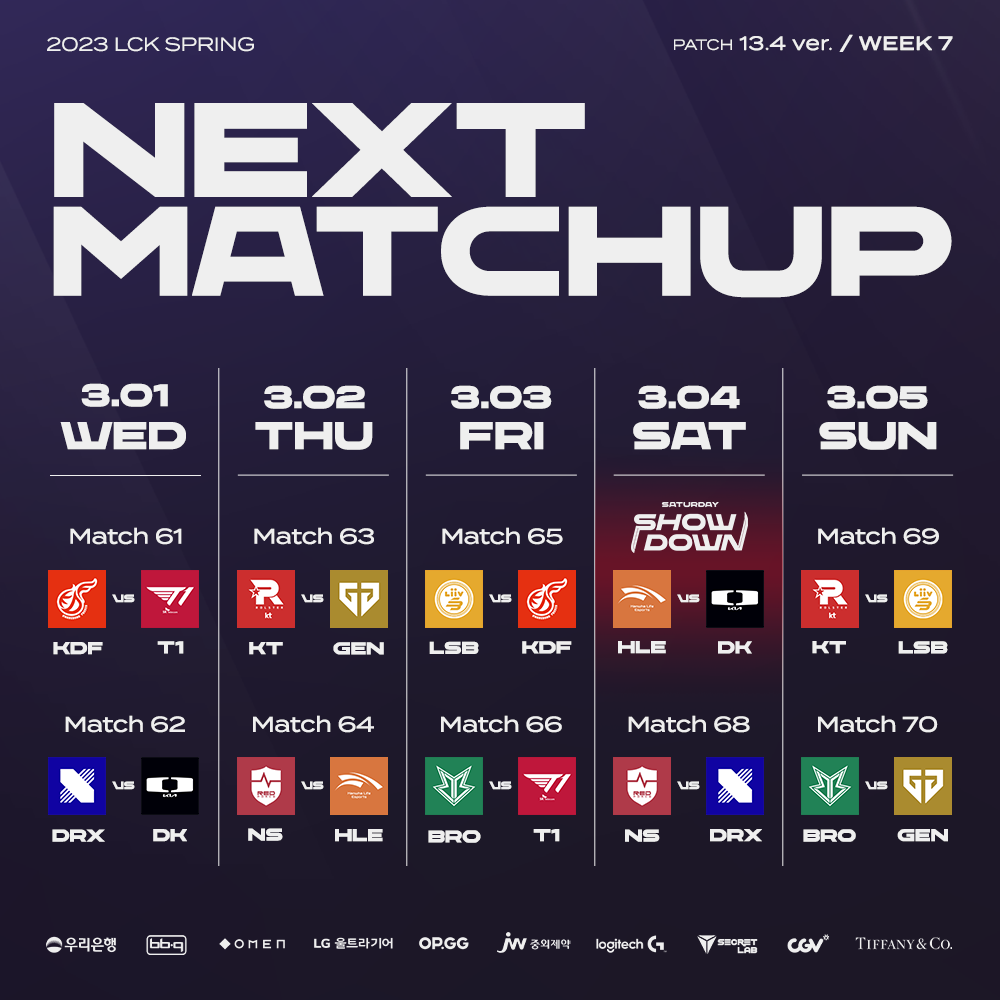 2023 LCK SPRING
PATCH 13.4 ver. / WEEK 7
NEXT
MATCHUP
3.01
WED
Match 61
KDF vs T1
Match 62
DRX vs DK
3.02
THU
Match 63
KT vs GEN
Match 64
NS vs HLE
3.03
FRI
Match 65
LSB vs KDF
Match 66
BRO vs T1
3.04
SAT
SATURDAY
SHOW
DOWN
HLE vs DK
Match 68
NS vs DRX
3.05
SUN
Match 69
KT vs LSB
Match 70
BRO vs GEN
우리은행 bb.q OMEN LG 울트라기어 OP.GG JW 중외제약 logitech G SECRET LAB CGV TIFFANY & CO.